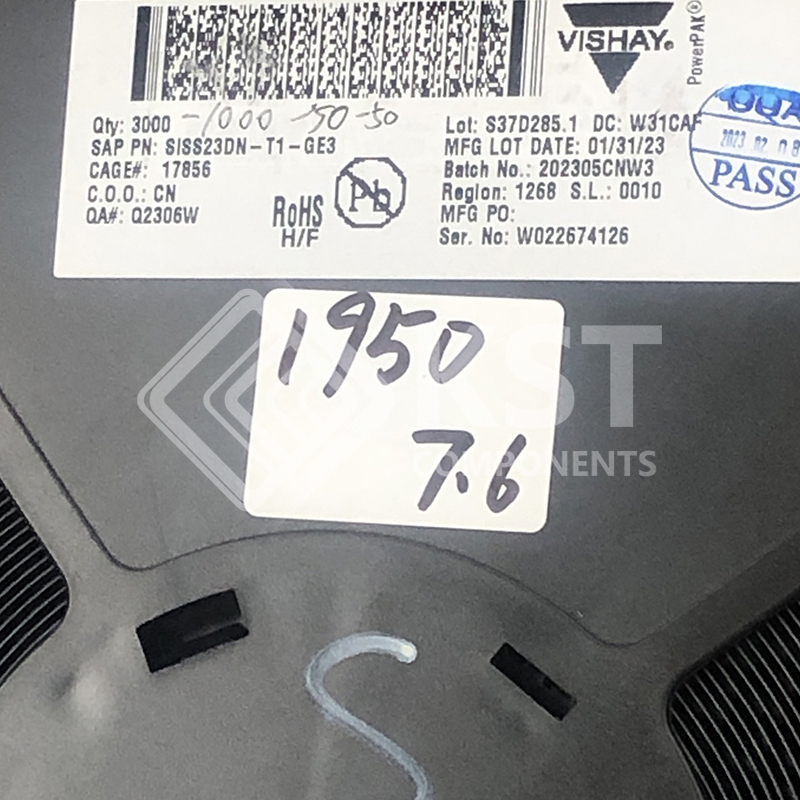 VISHAY®
PowerPAK®
Qty: 3000 -1000 -50-50
SAP PN: SISS23DN-T1-GE3
CAGE#: 17856
C.O.O.: CN
QA#: Q2306W
RoHS
H/F
Pb
Lot: S37D285.1 DC: W31CAF
MFG LOT DATE: 01/31/23
Batch No.: 202305CNW3
Region: 1268 S.L.: 0010
MFG PO:
Ser. No: W022674126
OQA
2023 02 08
PASS
1950
7.6
KST
COMPONENTS
S